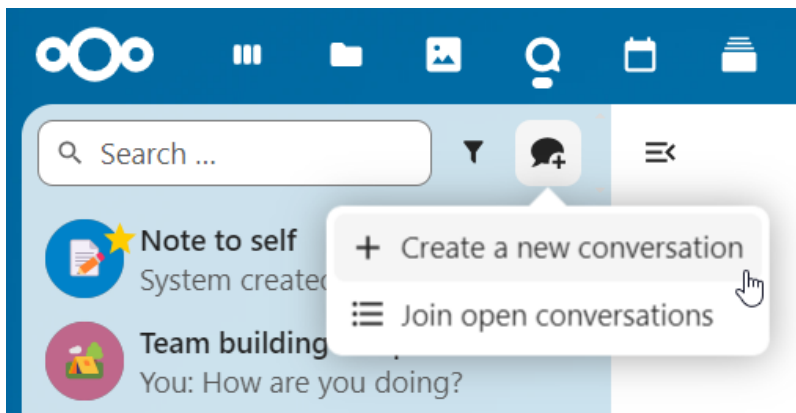 Search ...
Note to self
System created
Create a new conversation
Join open conversations
Team building
You: How are you doing?